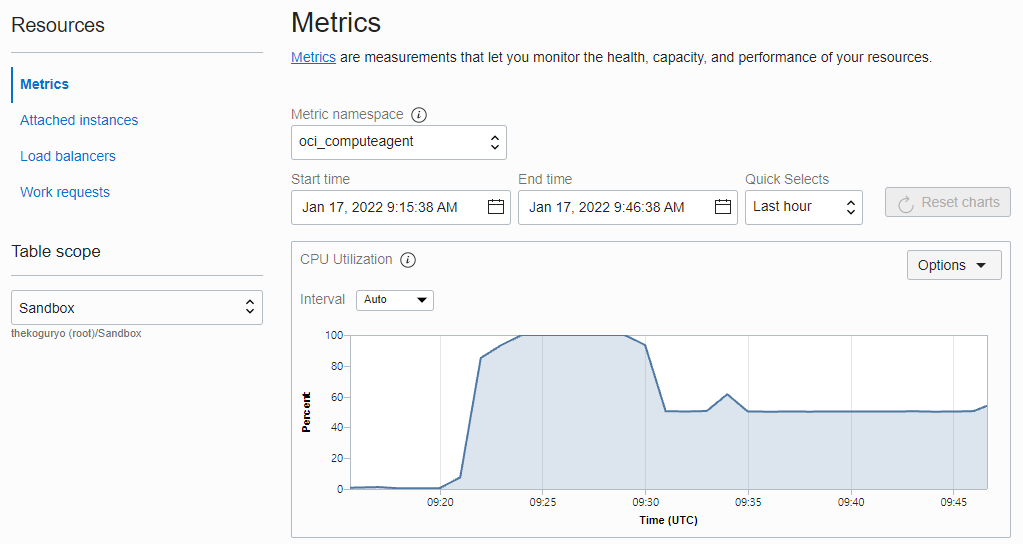 Resources
Metrics
Attached instances
Load balancers
Work requests
Table scope
Sandbox
thekoguryo (root)/Sandbox
Metrics
Metrics are measurements that let you monitor the health, capacity, and performance of your resources.
Metric namespace
oci_computeagent
Start time
Jan 17, 2022 9:15:38 AM
End time
Jan 17, 2022 9:46:38 AM
Quick Selects
Last hour
Reset charts
CPU Utilization
Options
Interval
Auto
Percent
100
80
60
40
20
0
09:20 09:25 09:30 09:35 09:40 09:45
Time (UTC)